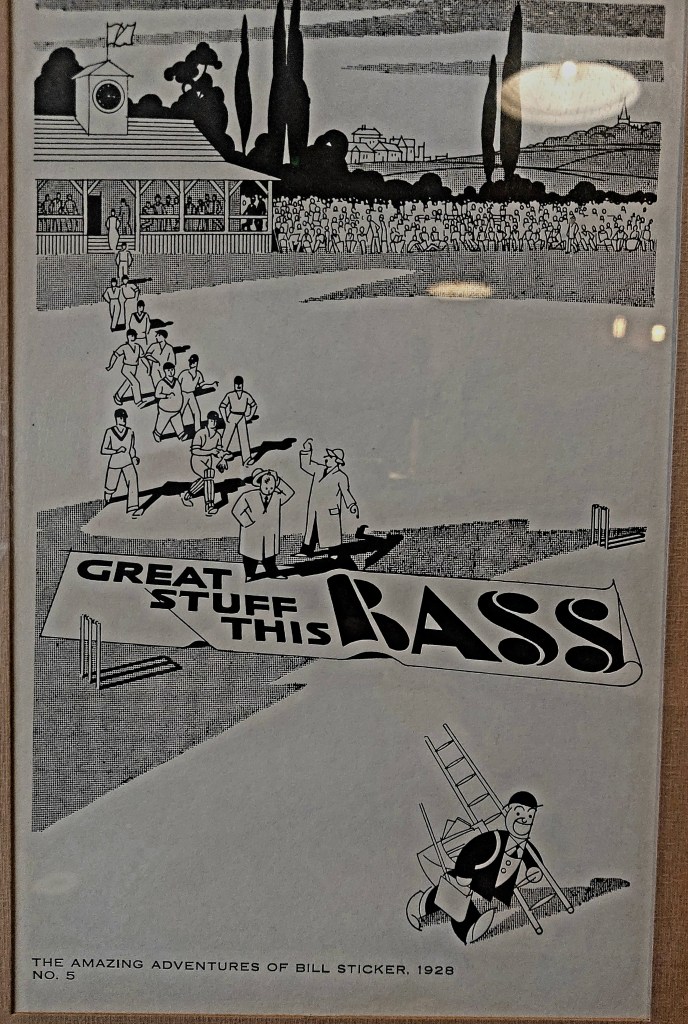 GREAT
STUFF
THIS BASS
THE AMAZING ADVENTURES OF BILL STICKER, 1928
NO. 5